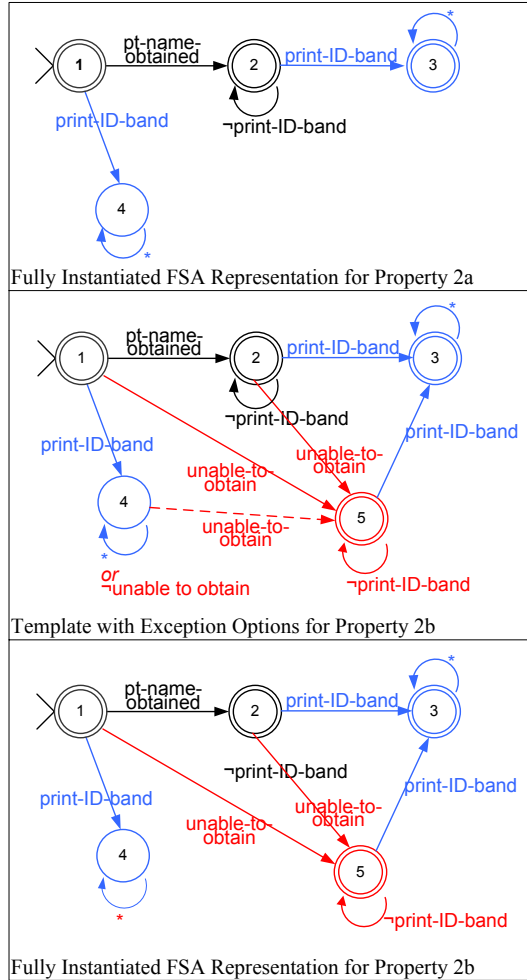 *
pt-name-
obtained
1
2
print-ID-band
3
print-ID-band
¬print-ID-band
4
*
Fully Instantiated FSA Representation for Property 2a
*
pt-name-
obtained
1
2
print-ID-band
3
print-ID-band
¬print-ID-band
print-ID-band
unable-to-
obtain
unable-to-
obtain
4
unable-to-
obtain
5
*
or
¬unable to obtain
¬print-ID-band
Template with Exception Options for Property 2b
*
pt-name-
obtained
1
2
print-ID-band
3
¬print-ID-band
print-ID-band
print-ID-band
unable-to-
obtain
unable-to-
obtain
4
5
*
¬print-ID-band
Fully Instantiated FSA Representation for Property 2b